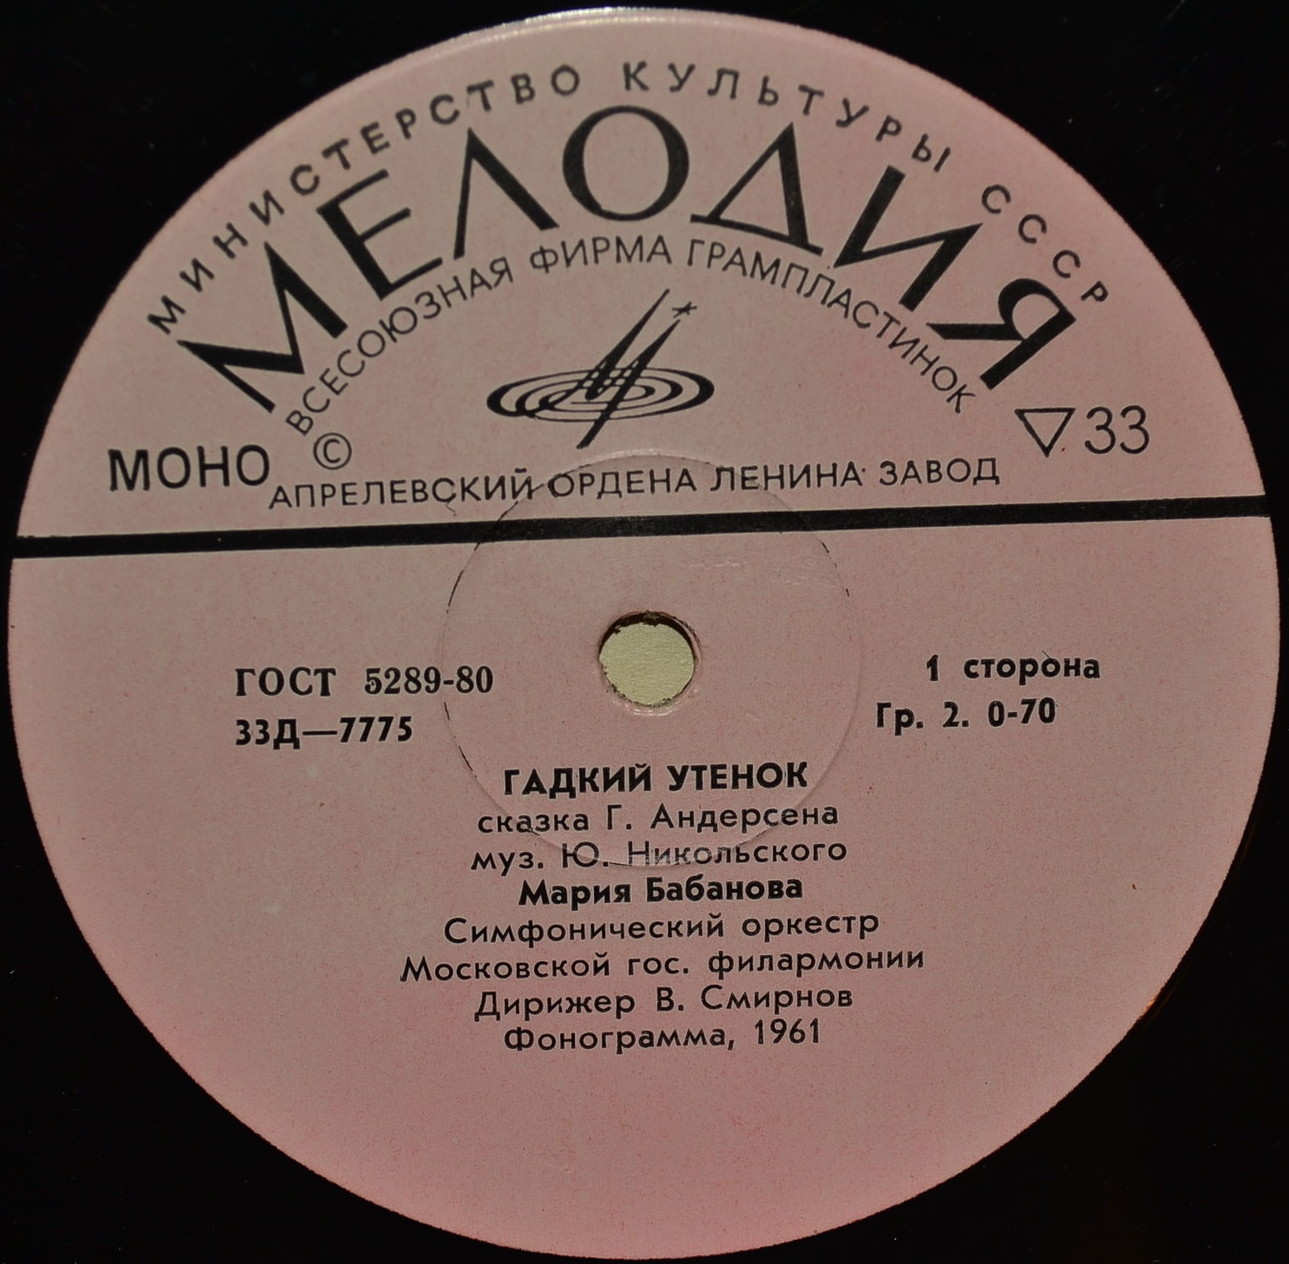 МИНИСТЕРСТВО КУЛЬТУРЫ СССР
МЕЛОДИЯ
ВСЕСОЮЗНАЯ ФИРМА ГРАМПЛАСТИНОК
МОНО © ▽33
АПРЕЛЕВСКИЙ ОРДЕНА ЛЕНИНА ЗАВОД
ГОСТ 5289-80
33Д—7775
1 сторона
Гр. 2. 0-70
ГАДКИЙ УТЕНОК
сказка Г. Андерсена
муз. Ю. Никольского
Мария Бабанова
Симфонический оркестр
Московской гос. филармонии
Дирижер В. Смирнов
Фонограмма, 1961